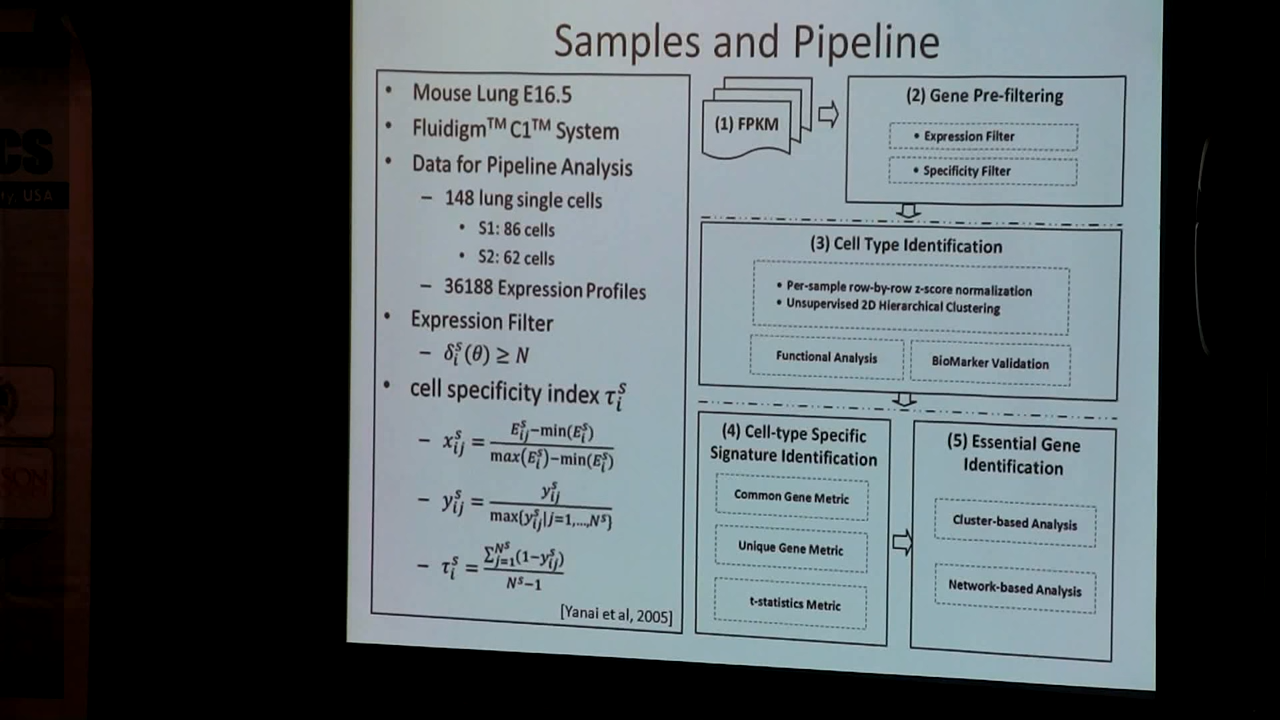 Samples and Pipeline
• Mouse Lung E16.5
• Fluidigm™ C1™ System
• Data for Pipeline Analysis
– 148 lung single cells
• S1: 86 cells
• S2: 62 cells
– 36188 Expression Profiles
• Expression Filter
– δᵢˢ(θ) ≥ N
• cell specificity index τᵢˢ
– xᵢⱼˢ = (Eᵢⱼˢ−min(Eᵢˢ)) / (max(Eᵢˢ)−min(Eᵢˢ))
– yᵢⱼˢ = yᵢⱼˢ / max{yᵢⱼˢ|j=1,...,Nˢ}
– τᵢˢ = ∑ⱼ₌₁^Nˢ(1−yᵢⱼˢ) / (Nˢ−1)
[Yanai et al, 2005]
(1) FPKM
(2) Gene Pre-filtering
• Expression Filter
• Specificity Filter
(3) Cell Type Identification
• Per-sample row-by-row z-score normalization
• Unsupervised 2D Hierarchical Clustering
Functional Analysis
BioMarker Validation
(4) Cell-type Specific
Signature Identification
Common Gene Metric
Unique Gene Metric
t-statistics Metric
(5) Essential Gene
Identification
Cluster-based Analysis
Network-based Analysis
CS
ry, USA
SON